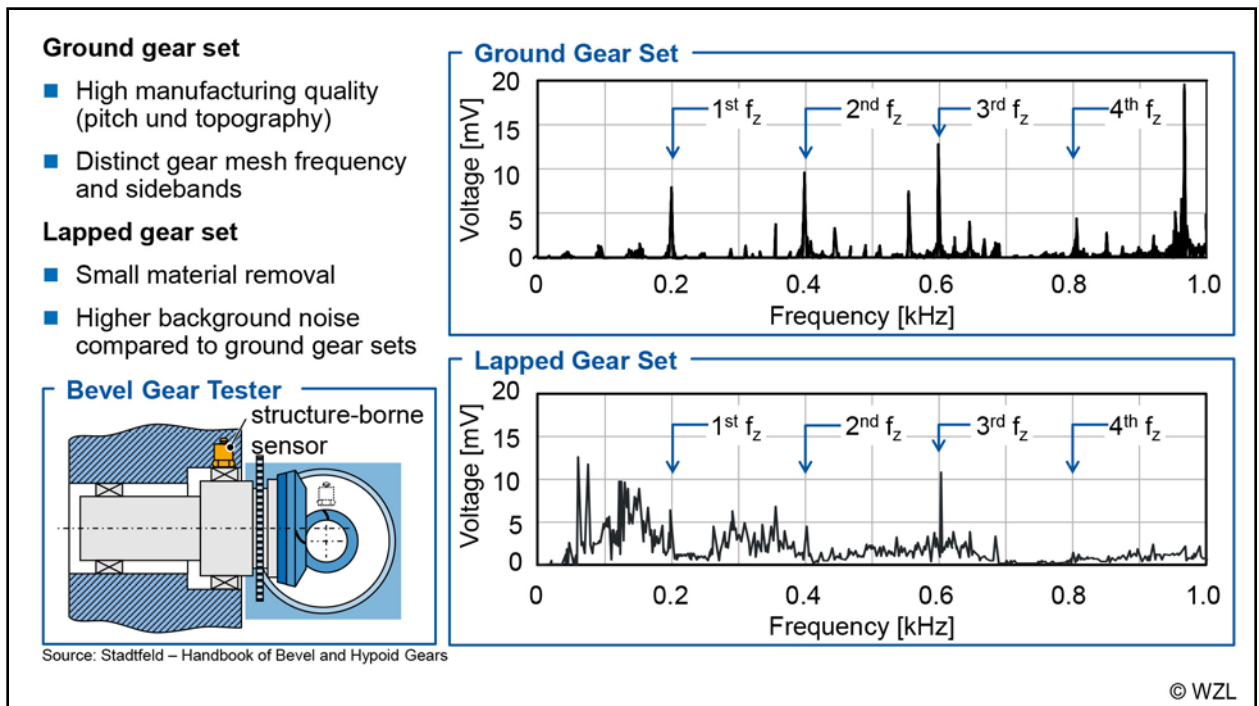 Ground gear set
High manufacturing quality
(pitch und topography)
Distinct gear mesh frequency
and sidebands
Lapped gear set
Small material removal
Higher background noise
compared to ground gear sets
Bevel Gear Tester
structure-borne
sensor
Source: Stadtfeld – Handbook of Bevel and Hypoid Gears
Ground Gear Set
Voltage [mV]
20
15
10
5
0
1st fz
2nd fz
3rd fz
4th fz
0 0.2 0.4 0.6 0.8 1.0
Frequency [kHz]
Lapped Gear Set
Voltage [mV]
20
15
10
5
0
1st fz
2nd fz
3rd fz
4th fz
0 0.2 0.4 0.6 0.8 1.0
Frequency [kHz]
© WZL